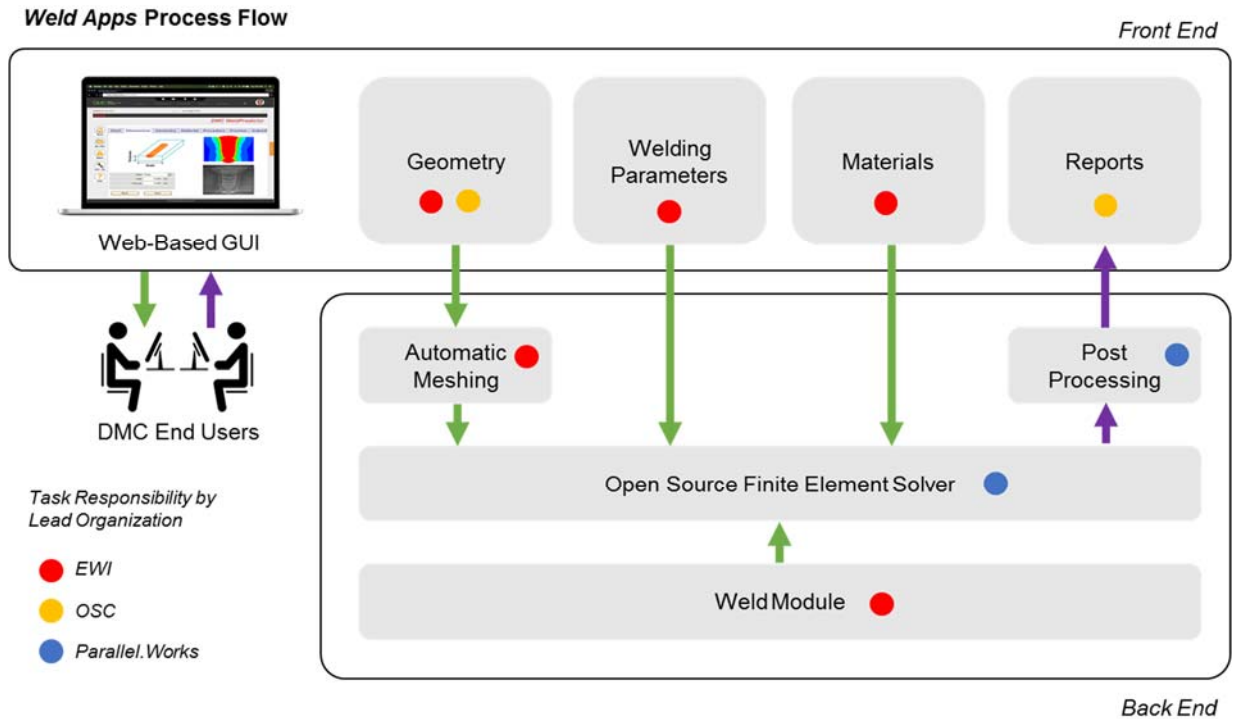 Weld Apps Process Flow
Front End
Geometry
Welding
Parameters
Materials
Reports
Web-Based GUI
Automatic
Meshing
Post
Processing
DMC End Users
Open Source Finite Element Solver
Task Responsibility by
Lead Organization
EWI
OSC
Parallel.Works
Weld Module
Back End